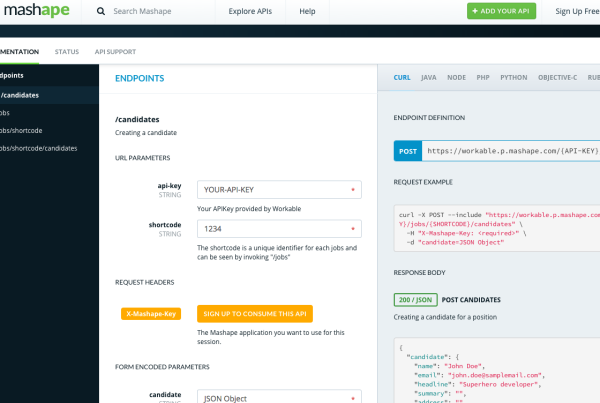 mashape
Search Mashape
Explore APIs
Help
+ ADD YOUR API
Sign Up Free
MENTATION
STATUS
API SUPPORT
dpoints
/candidates
obs
obs/shortcode
obs/shortcode/candidates
ENDPOINTS
/candidates
Creating a candidate
URL PARAMETERS
api-key
STRING
YOUR-API-KEY *
Your APIKey provided by Workable
shortcode
STRING
1234 *
The shortcode is a unique identifier for each jobs and
can be seen by invoking "/jobs"
REQUEST HEADERS
X-Mashape-Key
SIGN UP TO CONSUME THIS API
The Mashape application you want to use for this
session.
FORM ENCODED PARAMETERS
candidate
STRING
JSON Object *
CURL JAVA NODE PHP PYTHON OBJECTIVE-C RUB
ENDPOINT DEFINITION
POST https://workable.p.mashape.com/{API-KEY}
REQUEST EXAMPLE
curl -X POST --include "https://workable.p.mashape.com
Y}/jobs/{SHORTCODE}/candidates" \
-H "X-Mashape-Key: <required>" \
-d "candidate=JSON Object"
RESPONSE BODY
200 / JSON POST CANDIDATES
Creating a candidate for a position
{
"candidate": {
"name": "John Doe",
"email": "john.doe@samplemail.com",
"headline": "Superhero developer",
"summary": "",
"address": "",